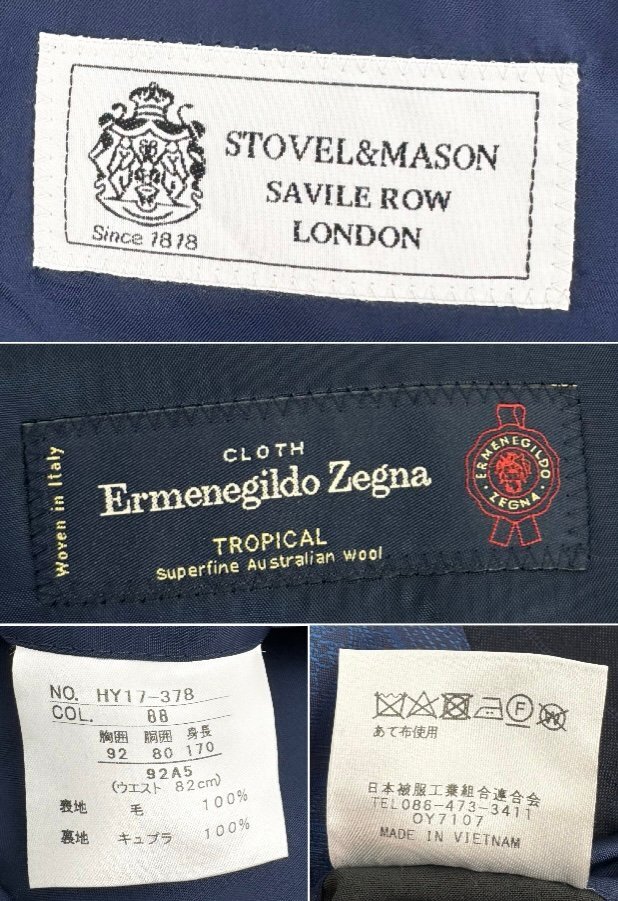 STOVEL&MASON
SAVILE ROW
LONDON
Since 1818
Woven in Italy
CLOTH
Ermenegildo Zegna
TROPICAL
Superfine Australian wool
ERMENEGILDO
ZEGNA
NO. HY17-378
COL. 88
胸囲 胴囲 身長
92 80 170
92A5
(ウエスト 82cm)
表地 毛 100%
裏地 キュプラ 100%
F W
あて布使用
日本被服工業組合連合会
TEL086-473-3411
OY7107
MADE IN VIETNAM